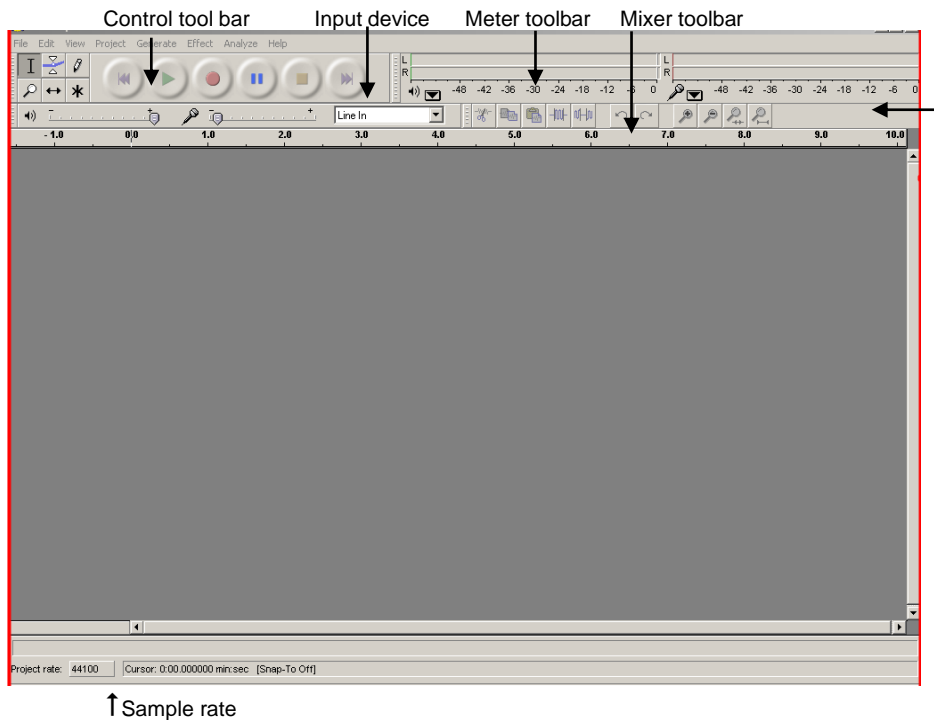 Control tool bar Input device Meter toolbar Mixer toolbar
File Edit View Project Generate Effect Analyze Help
L L
R R
-48 -42 -36 -30 -24 -18 -12 -6 0 -48 -42 -36 -30 -24 -18 -12 -6 0
- + - + Line In
- 1.0 0.0 1.0 2.0 3.0 4.0 5.0 6.0 7.0 8.0 9.0 10.0
Project rate: 44100 Cursor: 0:00.000000 min:sec [Snap-To Off]
Sample rate